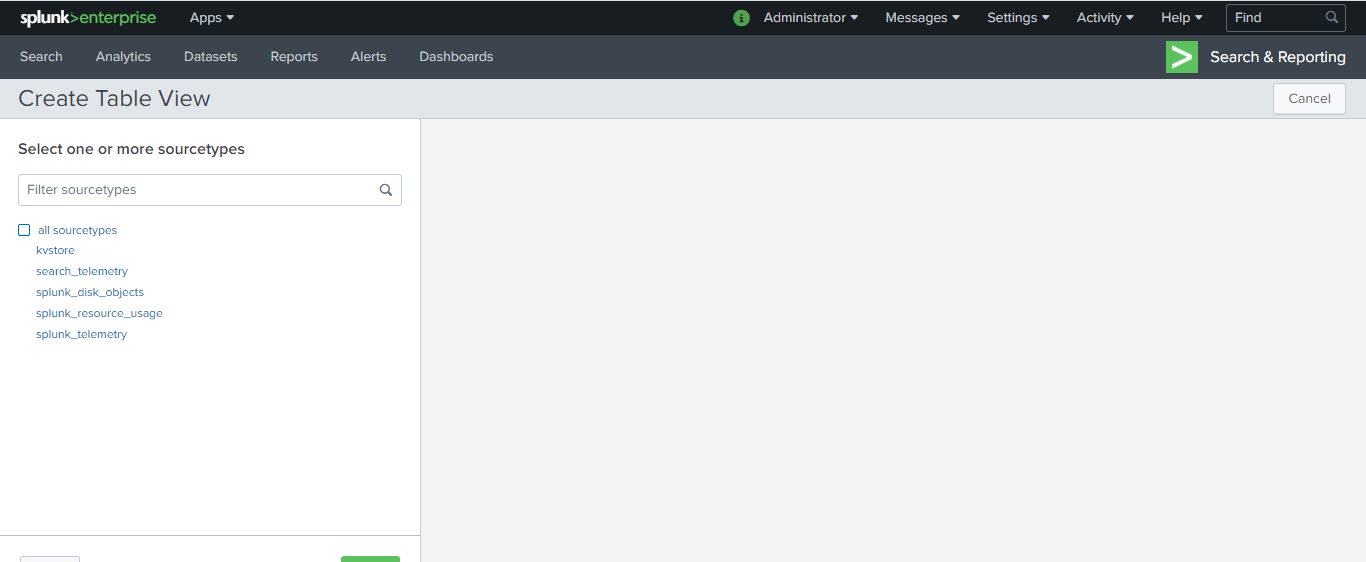 splunk>enterprise Apps Administrator Messages Settings Activity Help Find
Search Analytics Datasets Reports Alerts Dashboards Search & Reporting
Create Table View Cancel
Select one or more sourcetypes
Filter sourcetypes
all sourcetypes
kvstore
search_telemetry
splunk_disk_objects
splunk_resource_usage
splunk_telemetry